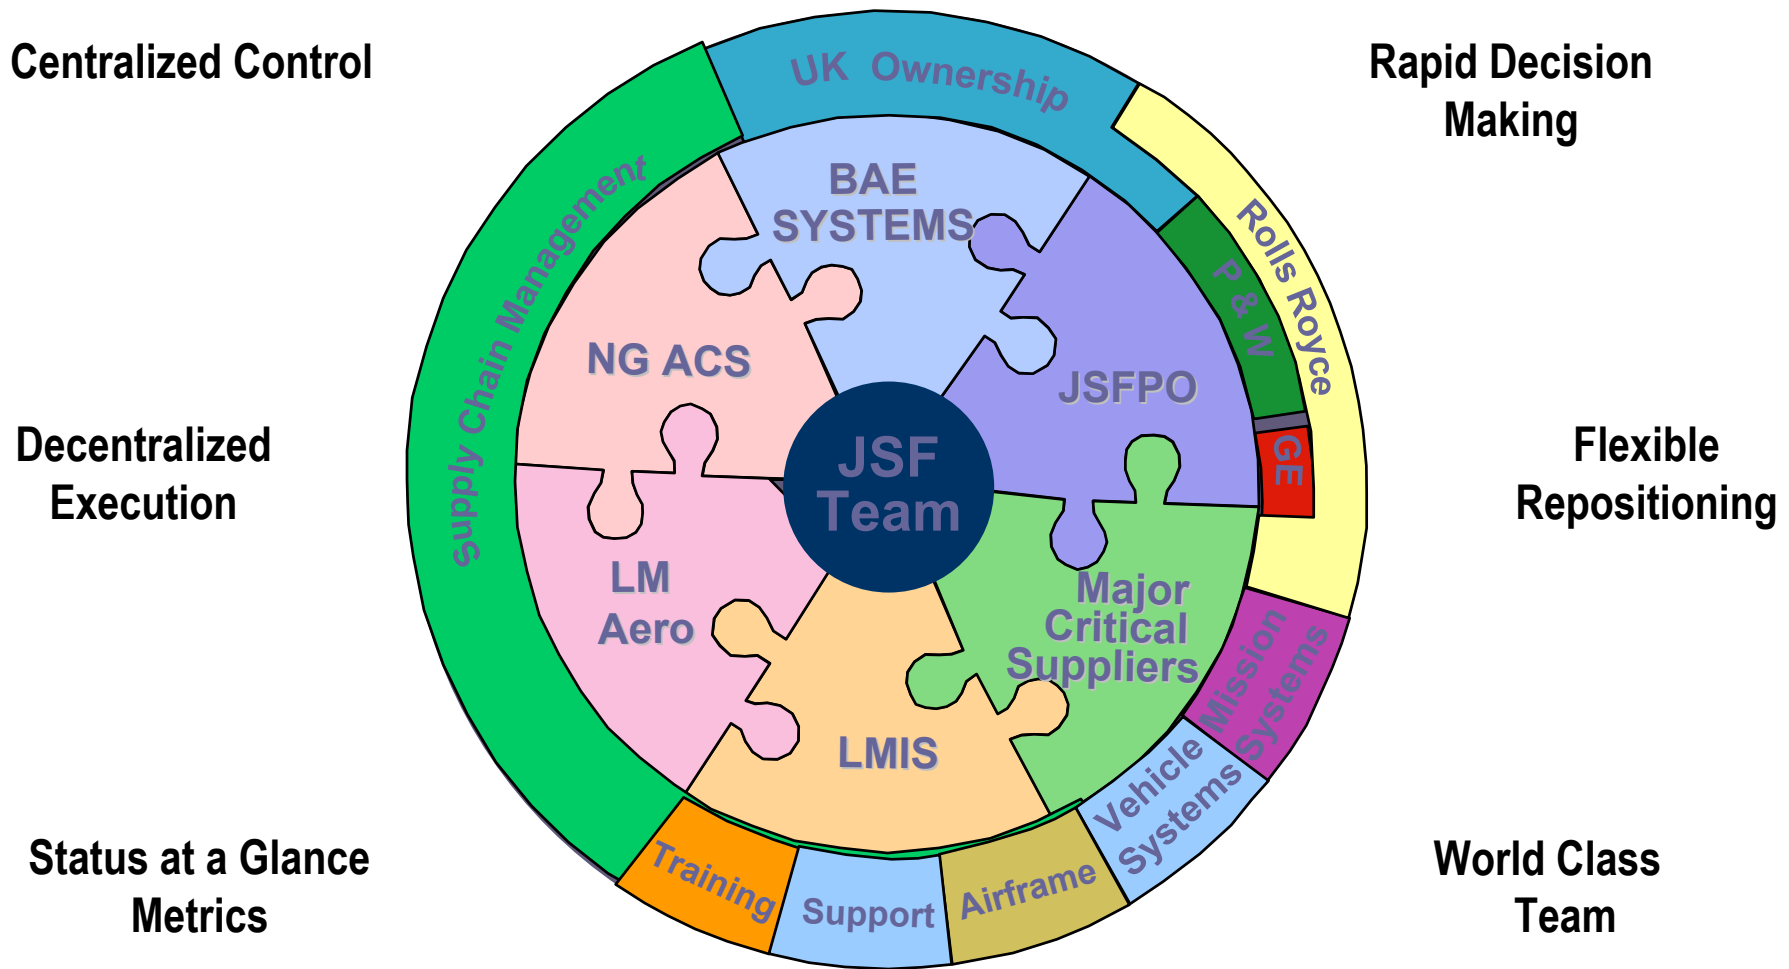 Centralized Control
Rapid Decision
Making
Decentralized
Execution
Flexible
Repositioning
Status at a Glance
Metrics
World Class
Team
UK Ownership
Rolls Royce
P & W
GE
Mission
Systems
Vehicle
Systems
Airframe
Support
Training
Supply Chain Management
BAE
SYSTEMS
JSFPO
Major
Critical
Suppliers
LMIS
LM
Aero
NG ACS
JSF
Team